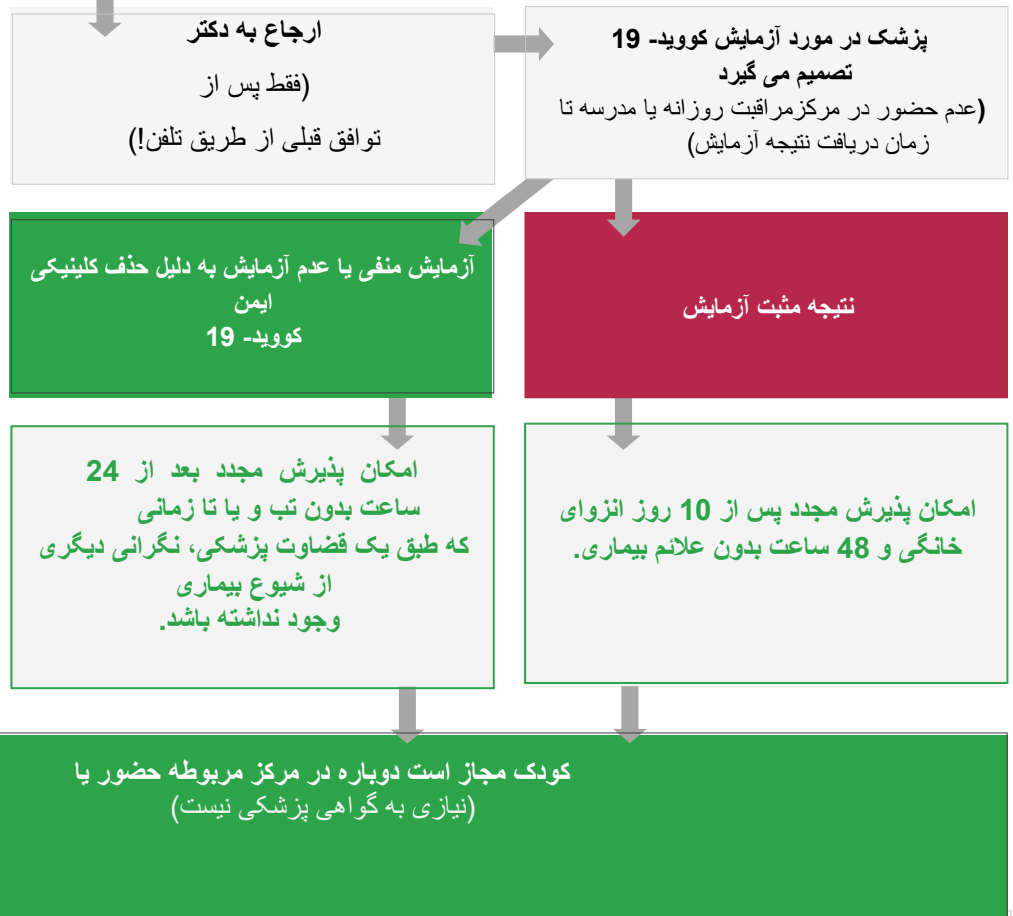 ارجاع به دکتر
(فقط پس از
توافق قبلی از طریق تلفن!)
پزشک در مورد آزمایش کووید- 19
تصمیم می گیرد
(عدم حضور در مرکزمراقبت روزانه یا مدرسه تا
زمان دریافت نتیجه آزمایش)
آزمایش منفی یا عدم آزمایش به دلیل حذف کلینیکی
ایمن
کووید- 19
نتیجه مثبت آزمایش
امکان پذیرش مجدد بعد از 24
ساعت بدون تب و یا تا زمانی
که طبق یک قضاوت پزشکی، نگرانی دیگری
از شیوع بیماری
وجود نداشته باشد.
امکان پذیرش مجدد پس از 10 روز انزوای
خانگی و 48 ساعت بدون علائم بیماری.
کودک مجاز است دوباره در مرکز مربوطه حضور یا
(نیازی به گواهی پزشکی نیست)